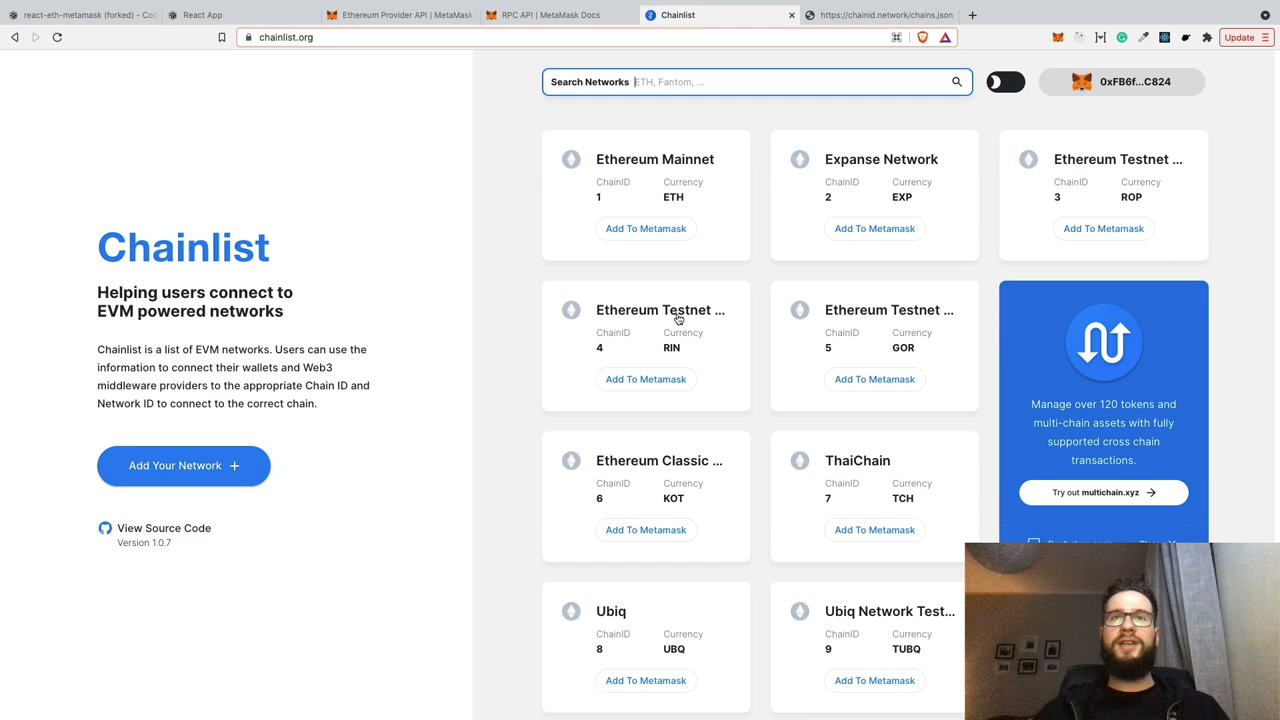 react-eth-metamask (forked) - Cod
React App
Ethereum Provider API | MetaMask
RPC API | MetaMask Docs
Chainlist
https://chainid.network/chains.json
chainlist.org
Update
Search Networks ETH, Fantom, ...
0xFB6f...C824
Chainlist
Helping users connect to
EVM powered networks
Chainlist is a list of EVM networks. Users can use the
information to connect their wallets and Web3
middleware providers to the appropriate Chain ID and
Network ID to connect to the correct chain.
Add Your Network +
View Source Code
Version 1.0.7
Ethereum Mainnet
ChainID Currency
1 ETH
Add To Metamask
Expanse Network
ChainID Currency
2 EXP
Add To Metamask
Ethereum Testnet ...
ChainID Currency
3 ROP
Add To Metamask
Ethereum Testnet ...
ChainID Currency
4 RIN
Add To Metamask
Ethereum Testnet ...
ChainID Currency
5 GOR
Add To Metamask
Manage over 120 tokens and
multi-chain assets with fully
supported cross chain
transactions.
Try out multichain.xyz
Ethereum Classic ...
ChainID Currency
6 KOT
Add To Metamask
ThaiChain
ChainID Currency
7 TCH
Add To Metamask
Ubiq
ChainID Currency
8 UBQ
Add To Metamask
Ubiq Network Test...
ChainID Currency
9 TUBQ
Add To Metamask